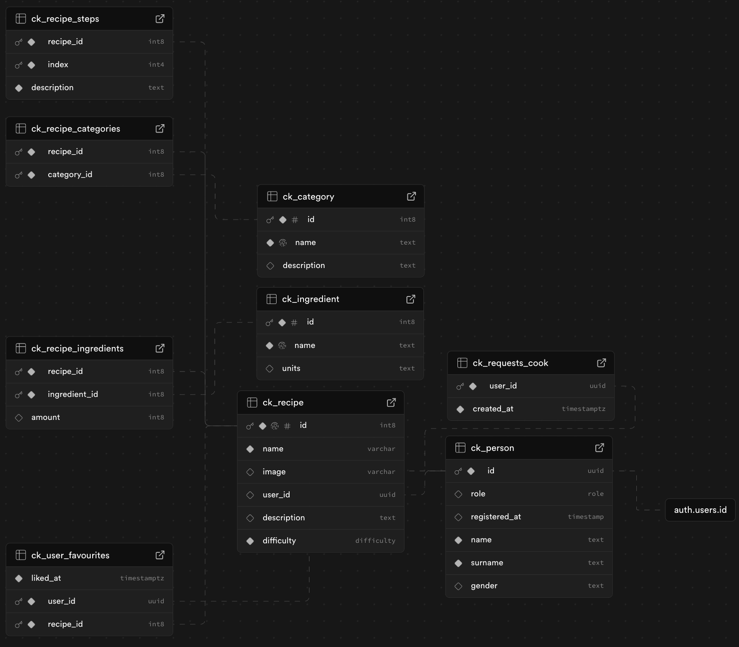 ck_recipe_steps
recipe_id int8
index int4
description text
ck_recipe_categories
recipe_id int8
category_id int8
ck_category
# id int8
name text
description text
ck_ingredient
# id int8
name text
units text
ck_recipe_ingredients
recipe_id int8
ingredient_id int8
amount int8
ck_recipe
# id int8
name varchar
image varchar
user_id uuid
description text
difficulty difficulty
ck_requests_cook
user_id uuid
created_at timestamptz
ck_person
id uuid
role role
registered_at timestamp
name text
surname text
gender text
auth.users.id
ck_user_favourites
liked_at timestamptz
user_id uuid
recipe_id int8